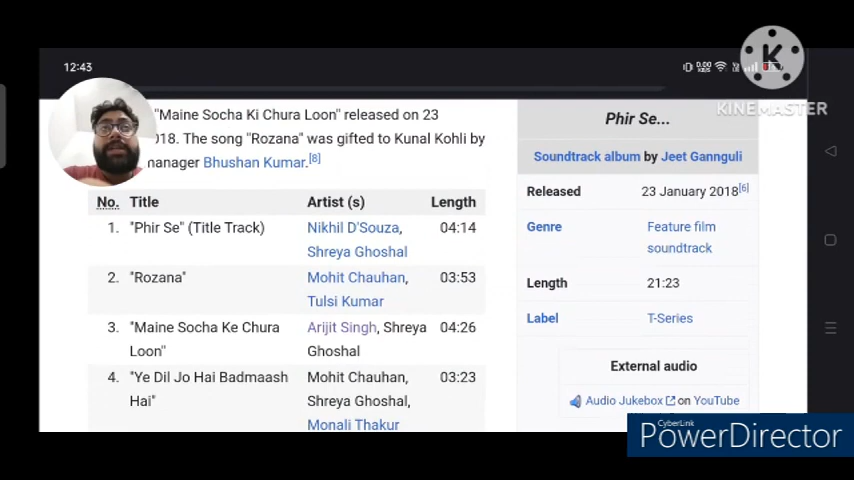 12:43
0.00
KB/S
KINEMASTER
"Maine Socha Ki Chura Loon" released on 23
018. The song "Rozana" was gifted to Kunal Kohli by
manager Bhushan Kumar.[8]
No. Title Artist (s) Length
1. "Phir Se" (Title Track) Nikhil D'Souza, Shreya Ghoshal 04:14
2. "Rozana" Mohit Chauhan, Tulsi Kumar 03:53
3. "Maine Socha Ke Chura Loon" Arijit Singh, Shreya Ghoshal 04:26
4. "Ye Dil Jo Hai Badmaash Hai" Mohit Chauhan, Shreya Ghoshal, Monali Thakur 03:23
Phir Se...
Soundtrack album by Jeet Gannguli
Released 23 January 2018[6]
Genre Feature film soundtrack
Length 21:23
Label T-Series
External audio
Audio Jukebox on YouTube
CyberLink
PowerDirector